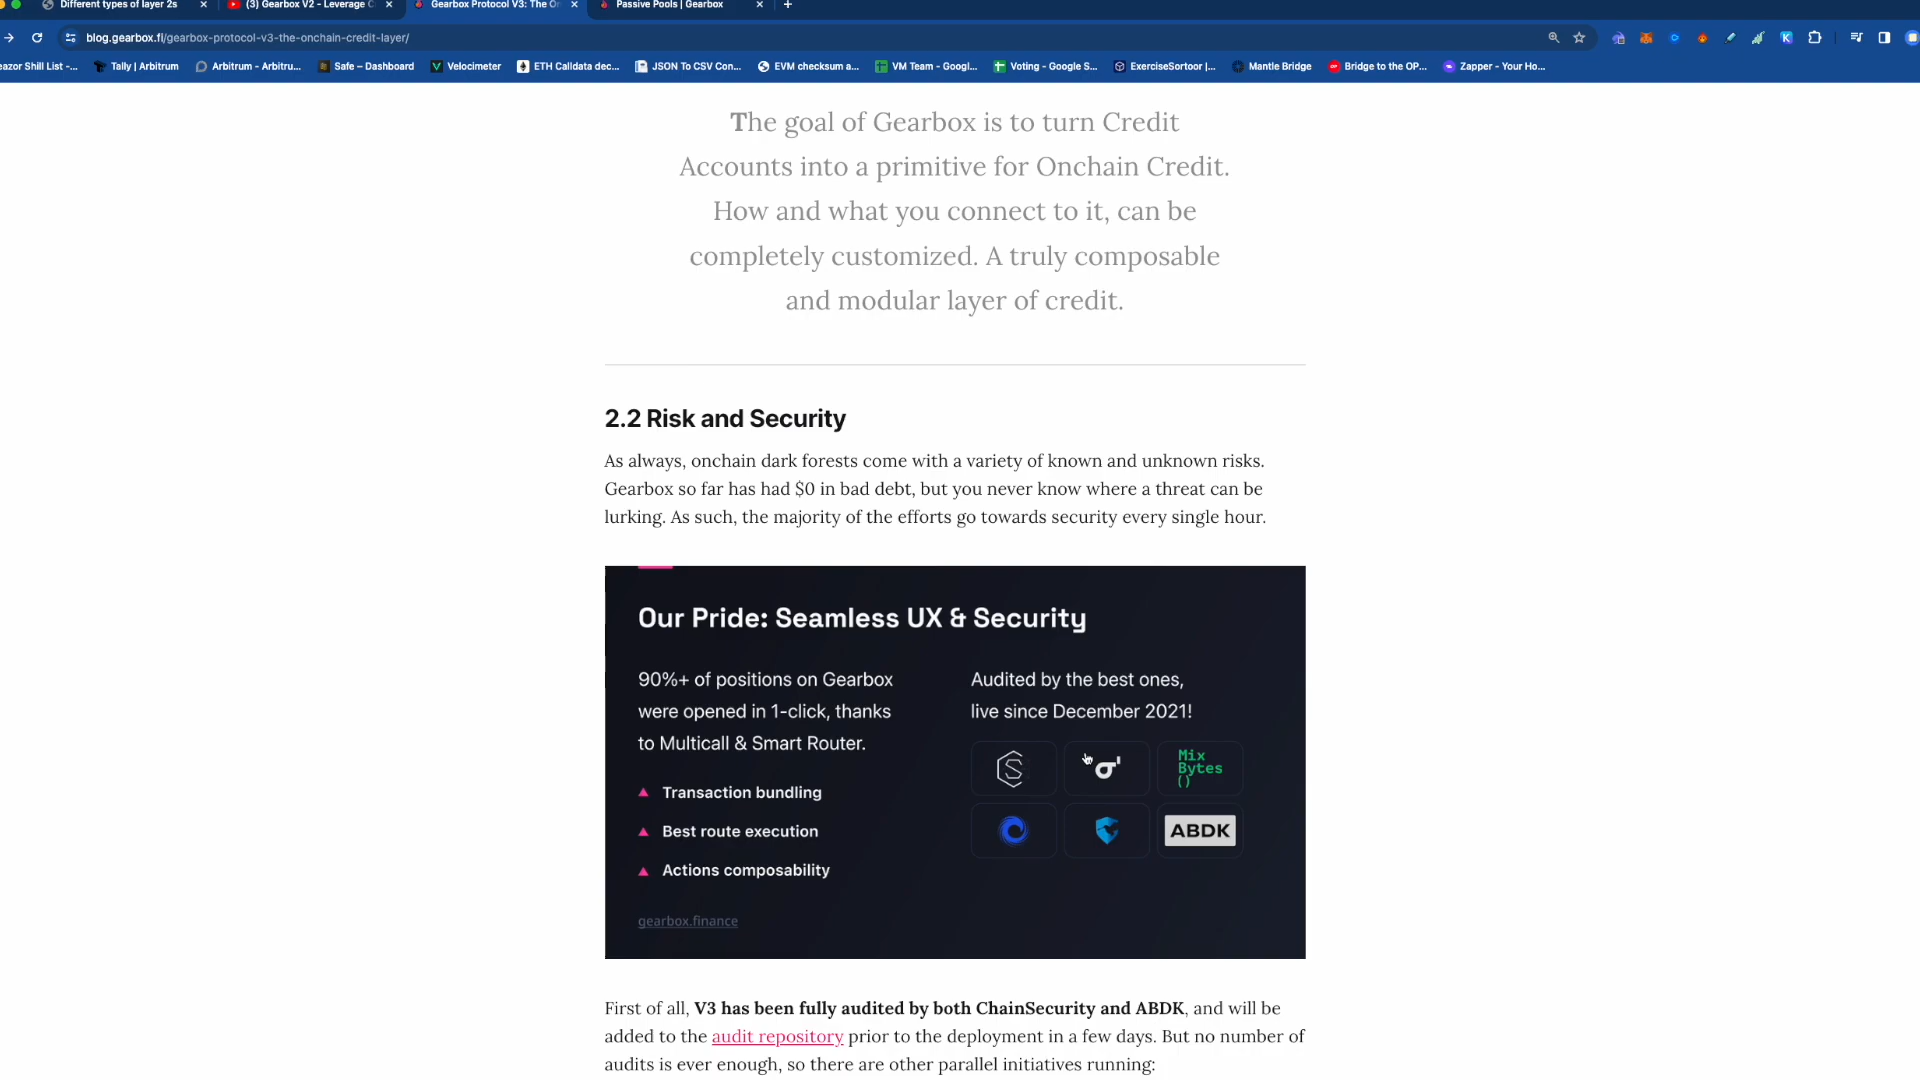 Different types of layer 2s
(3) Gearbox V2 - Leverage C
Gearbox Protocol V3: The On
Passive Pools | Gearbox
blog.gearbox.fi/gearbox-protocol-v3-the-onchain-credit-layer/
eazor Shill List -...
Tally | Arbitrum
Arbitrum - Arbitru...
Safe – Dashboard
Velocimeter
ETH Calldata dec...
JSON To CSV Con...
EVM checksum a...
VM Team - Googl...
Voting - Google S...
ExerciseSortoor |...
Mantle Bridge
Bridge to the OP...
Zapper - Your Ho...
The goal of Gearbox is to turn Credit
Accounts into a primitive for Onchain Credit.
How and what you connect to it, can be
completely customized. A truly composable
and modular layer of credit.
2.2 Risk and Security
As always, onchain dark forests come with a variety of known and unknown risks.
Gearbox so far has had $0 in bad debt, but you never know where a threat can be
lurking. As such, the majority of the efforts go towards security every single hour.
Our Pride: Seamless UX & Security
90%+ of positions on Gearbox
were opened in 1-click, thanks
to Multicall & Smart Router.
Transaction bundling
Best route execution
Actions composability
gearbox.finance
Audited by the best ones,
live since December 2021!
Mix
Bytes
()
ABDK
First of all, V3 has been fully audited by both ChainSecurity and ABDK, and will be
added to the audit repository prior to the deployment in a few days. But no number of
audits is ever enough, so there are other parallel initiatives running: